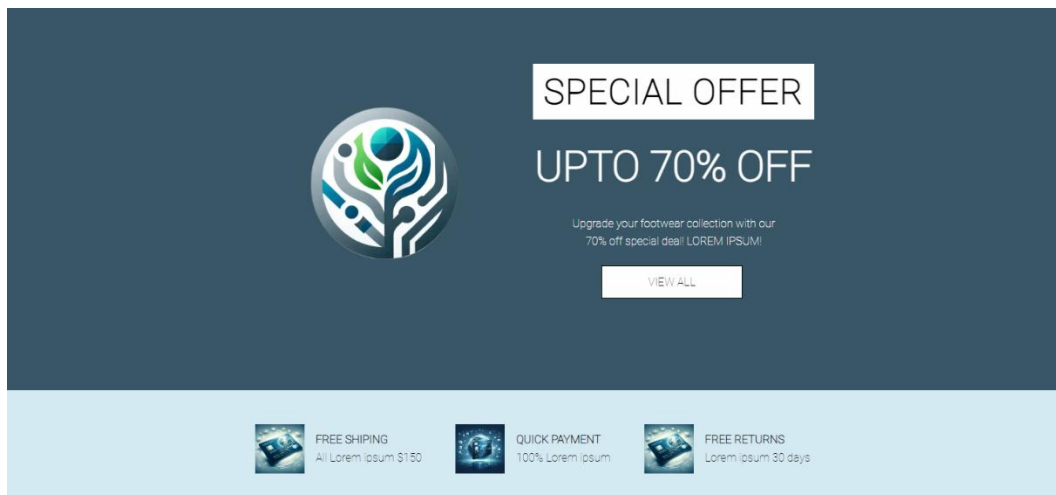 SPECIAL OFFER
UPTO 70% OFF
Upgrade your footwear collection with our
70% off special deal! LOREM IPSUM!
VIEW ALL
FREE SHIPING
All Lorem ipsum $150
QUICK PAYMENT
100% Lorem ipsum
FREE RETURNS
Lorem ipsum 30 days